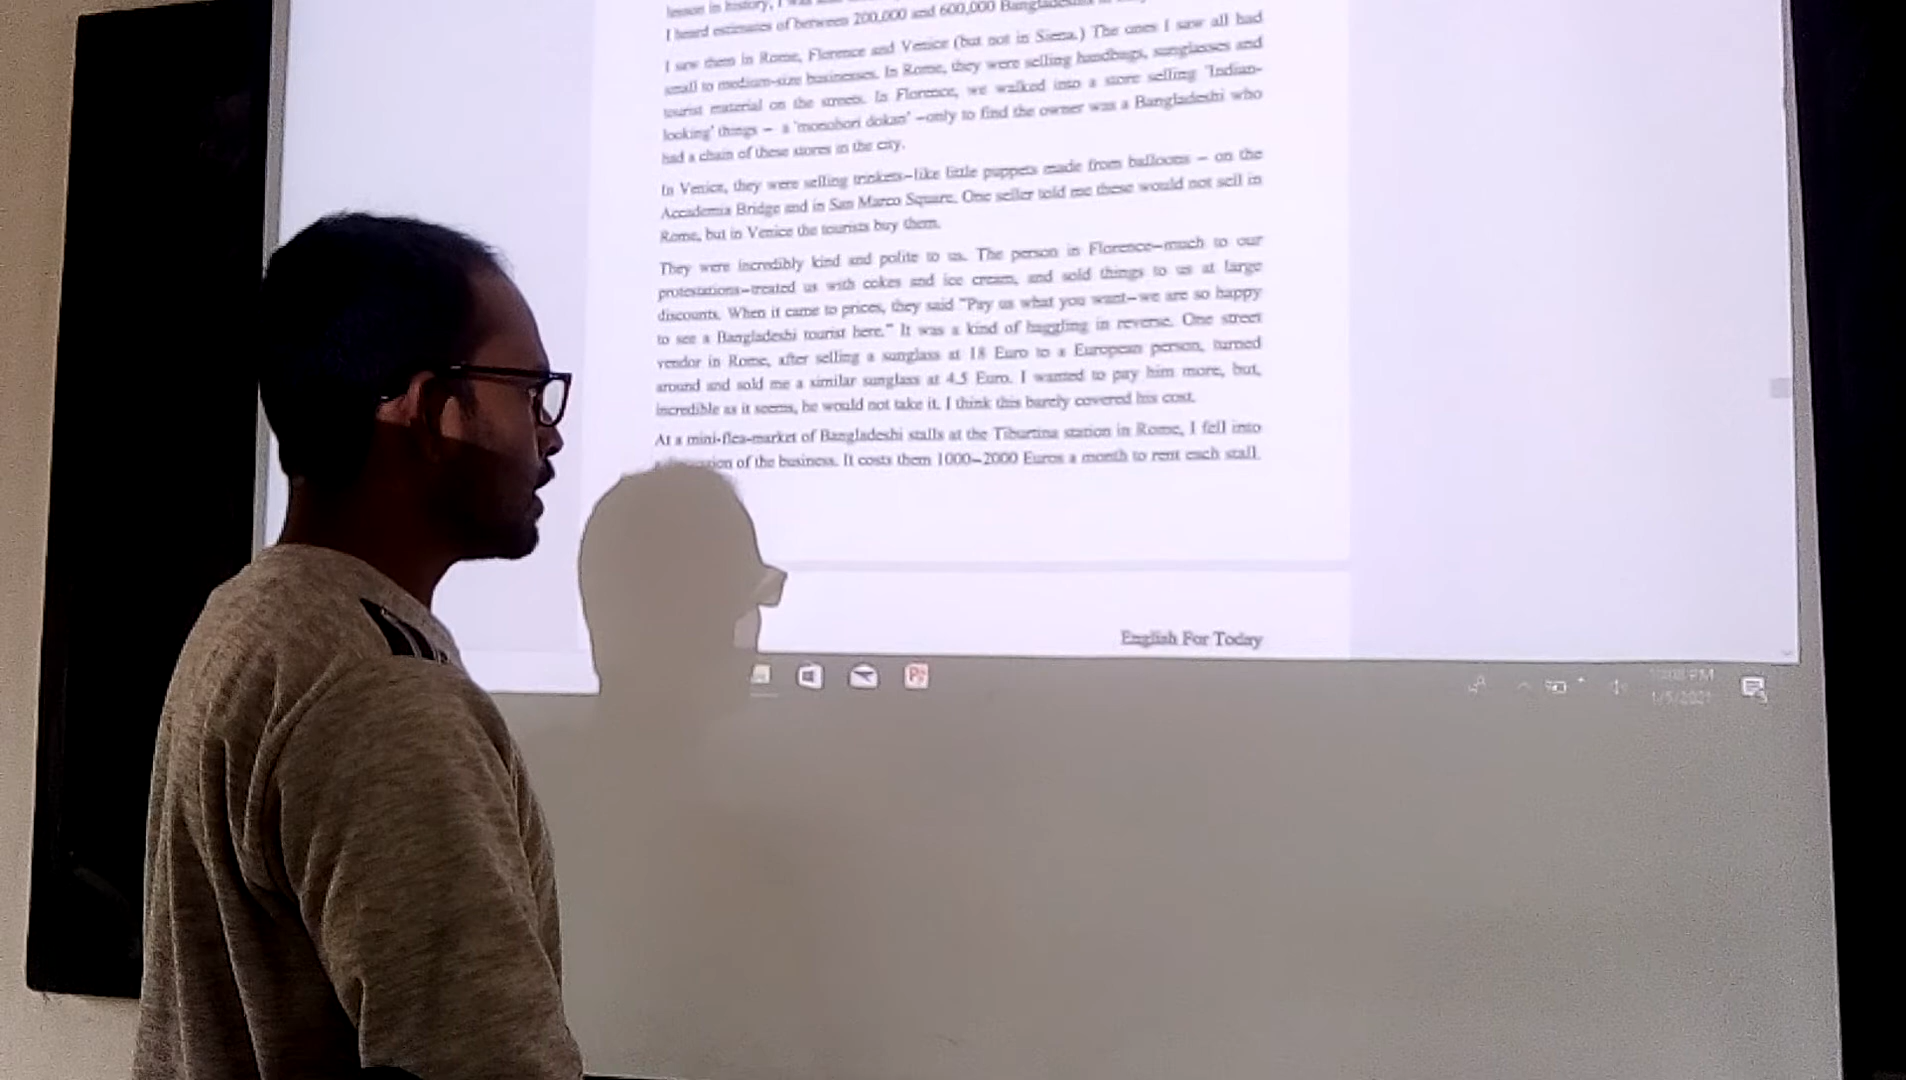 lesson in history, I was
I heard estimates of between 200,000 and 600,000 Bangladeshis
I saw them in Rome, Florence and Venice (but not in Siena.) The ones I saw all had
small to medium-size businesses. In Rome, they were selling handbags, sunglasses and
tourist material on the streets. In Florence, we walked into a store selling 'Indian-
looking' things – a 'monohori dokan' –only to find the owner was a Bangladeshi who
had a chain of these stores in the city.
In Venice, they were selling trinkets–like little puppets made from balloons – on the
Accademia Bridge and in San Marco Square. One seller told me these would not sell in
Rome, but in Venice the tourists buy them.
They were incredibly kind and polite to us. The person in Florence–much to our
protestations–treated us with cokes and ice cream, and sold things to us at large
discounts. When it came to prices, they said "Pay us what you want–we are so happy
to see a Bangladeshi tourist here." It was a kind of haggling in reverse. One street
vendor in Rome, after selling a sunglass at 18 Euro to a European person, turned
around and sold me a similar sunglass at 4.5 Euro. I wanted to pay him more, but,
incredible as it seems, he would not take it. I think this barely covered his cost.
At a mini-flea-market of Bangladeshi stalls at the Tiburtina station in Rome, I fell into
of the business. It costs them 1000–2000 Euros a month to rent each stall.
English For Today
PM
1/5/2021